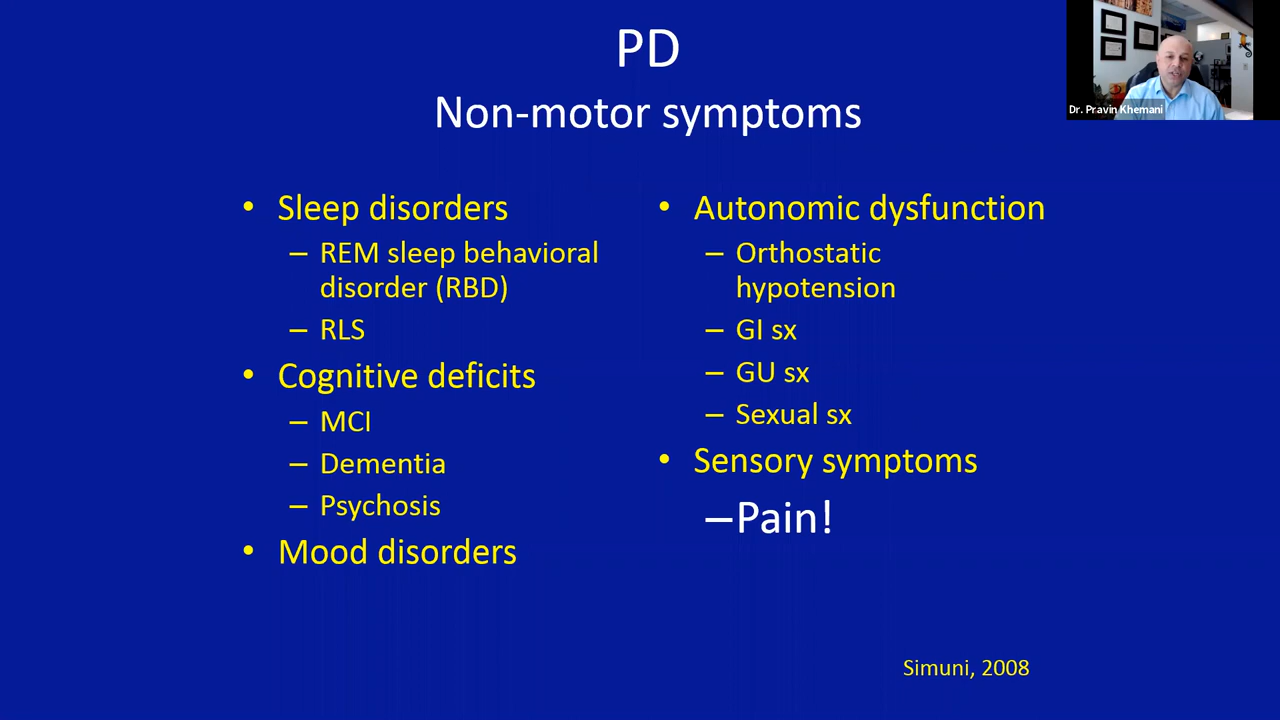 PD
Non-motor symptoms
Dr. Pravin Khemani
• Sleep disorders
– REM sleep behavioral
disorder (RBD)
– RLS
• Cognitive deficits
– MCI
– Dementia
– Psychosis
• Mood disorders
• Autonomic dysfunction
– Orthostatic
hypotension
– GI sx
– GU sx
– Sexual sx
• Sensory symptoms
–Pain!
Simuni, 2008